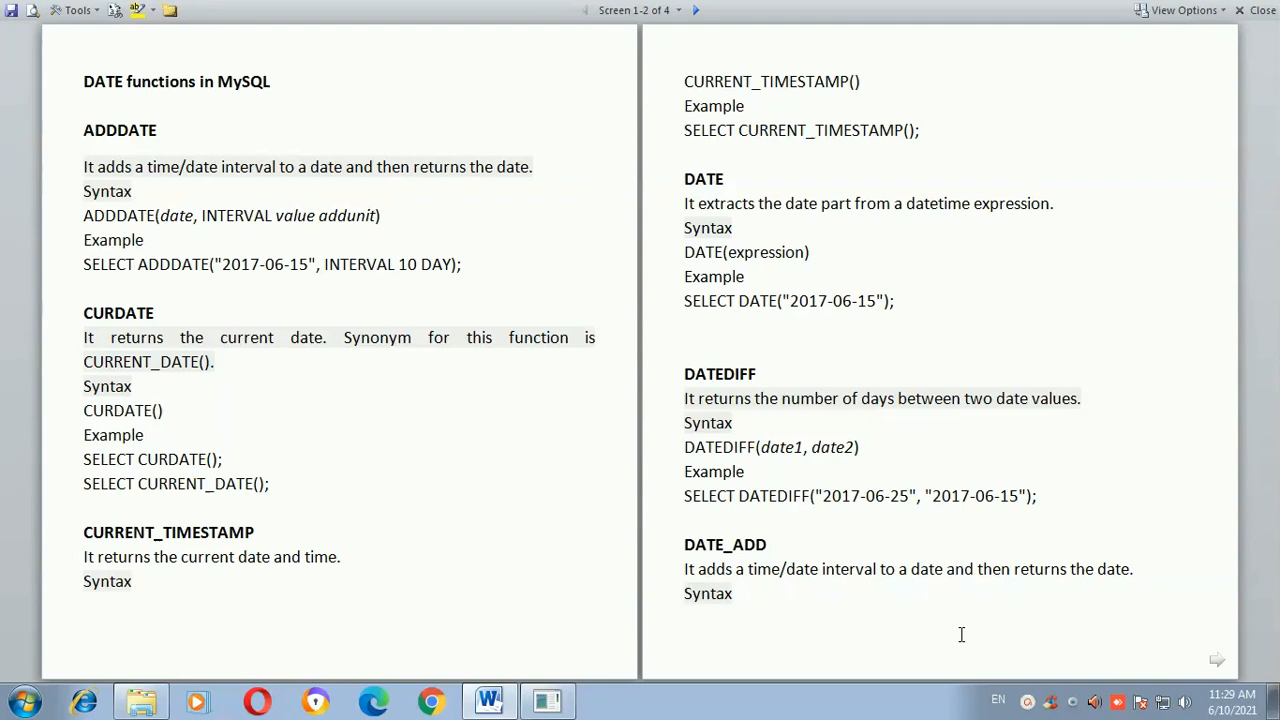 Tools
Screen 1-2 of 4
View Options
Close
DATE functions in MySQL
ADDDATE
It adds a time/date interval to a date and then returns the date.
Syntax
ADDDATE(date, INTERVAL value addunit)
Example
SELECT ADDDATE("2017-06-15", INTERVAL 10 DAY);
CURDATE
It returns the current date. Synonym for this function is
CURRENT_DATE().
Syntax
CURDATE()
Example
SELECT CURDATE();
SELECT CURRENT_DATE();
CURRENT_TIMESTAMP
It returns the current date and time.
Syntax
CURRENT_TIMESTAMP()
Example
SELECT CURRENT_TIMESTAMP();
DATE
It extracts the date part from a datetime expression.
Syntax
DATE(expression)
Example
SELECT DATE("2017-06-15");
DATEDIFF
It returns the number of days between two date values.
Syntax
DATEDIFF(date1, date2)
Example
SELECT DATEDIFF("2017-06-25", "2017-06-15");
DATE_ADD
It adds a time/date interval to a date and then returns the date.
Syntax
EN
11:29 AM
6/10/2021